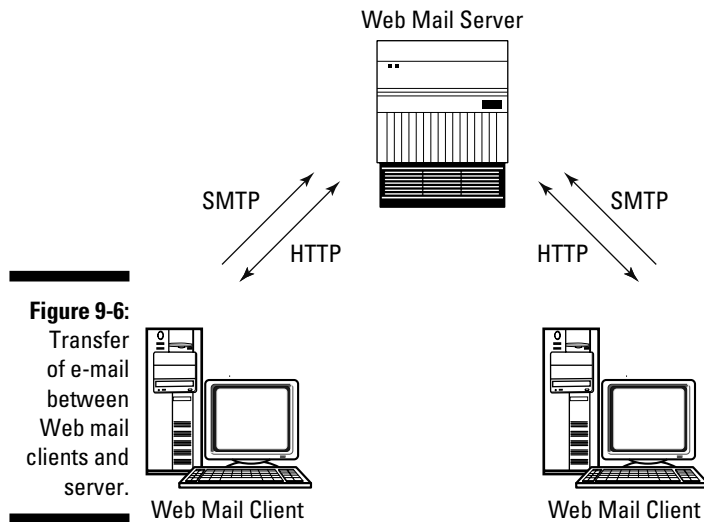 Web Mail Server
SMTP
HTTP
SMTP
HTTP
Figure 9-6:
Transfer
of e-mail
between
Web mail
clients and
server.
Web Mail Client
Web Mail Client